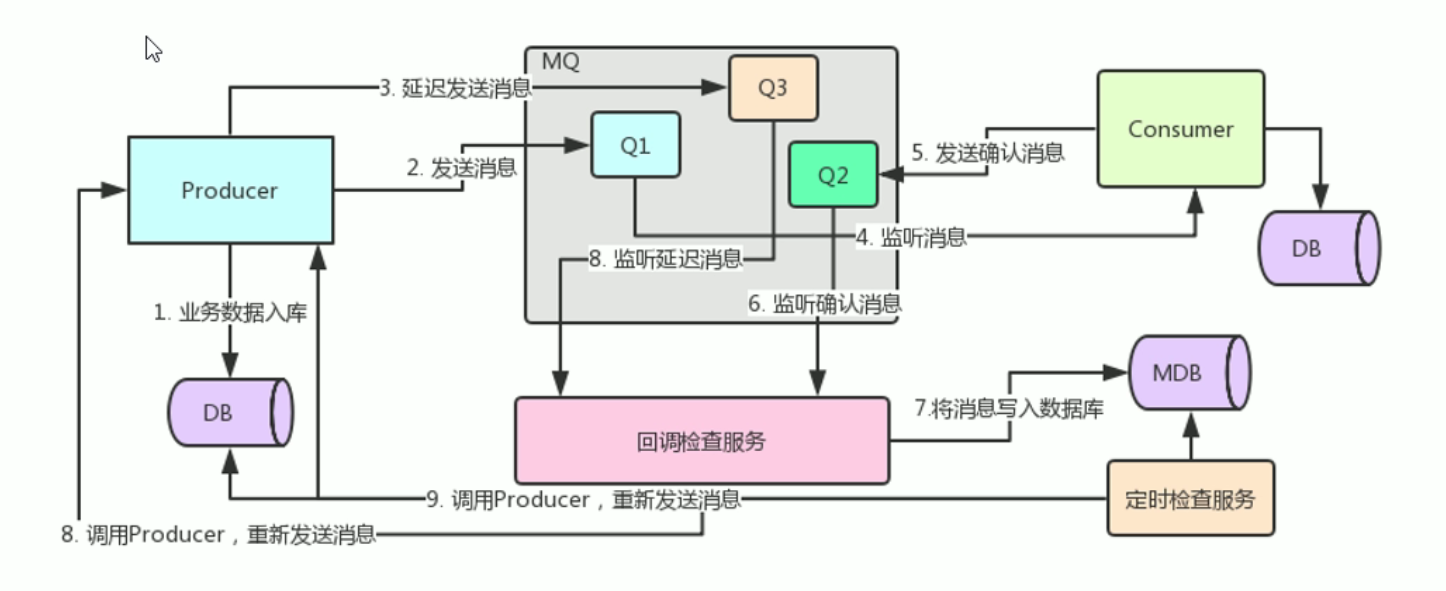 MQ
3. 延迟发送消息
Q3
Q1
Consumer
2. 发送消息
5. 发送确认消息
Q2
Producer
4. 监听消息
DB
8. 监听延迟消息
6. 监听确认消息
1. 业务数据入库
MDB
DB
7.将消息写入数据库
回调检查服务
9. 调用Producer，重新发送消息
定时检查服务
8. 调用Producer，重新发送消息